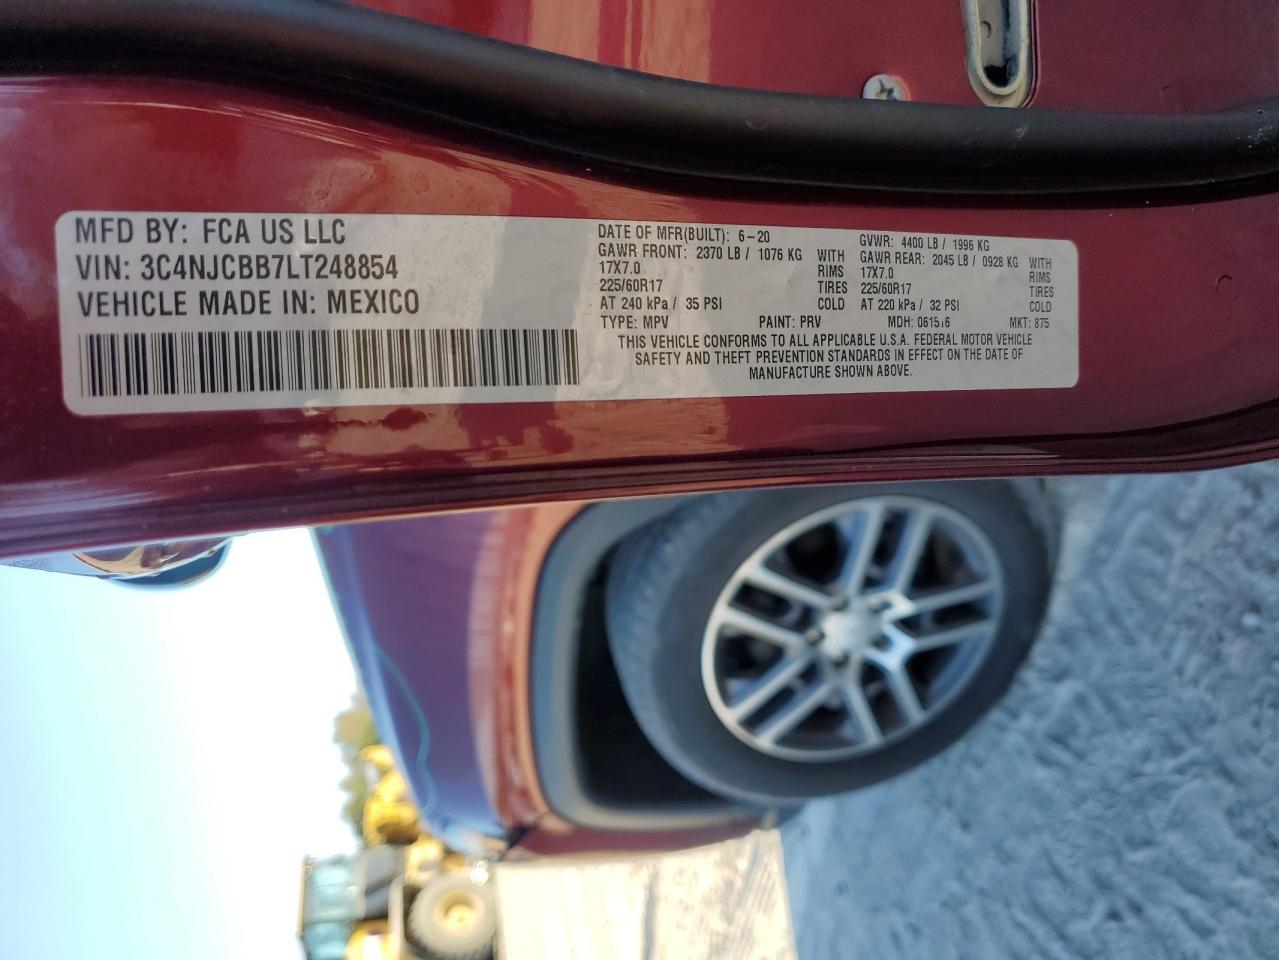 MFD BY: FCA US LLC
VIN: 3C4NJCBB7LT248854
VEHICLE MADE IN: MEXICO
DATE OF MFR(BUILT): 6-20 GVWR: 4400 LB / 1996 KG
GAWR FRONT: 2370 LB / 1076 KG WITH GAWR REAR: 2045 LB / 0928 KG WITH
17X7.0 RIMS 17X7.0 RIMS
225/60R17 TIRES 225/60R17 TIRES
AT 240 kPa / 35 PSI COLD AT 220 kPa / 32 PSI COLD
TYPE: MPV PAINT: PRV MDH: 061516 MKT: 875
THIS VEHICLE CONFORMS TO ALL APPLICABLE U.S.A. FEDERAL MOTOR VEHICLE
SAFETY AND THEFT PREVENTION STANDARDS IN EFFECT ON THE DATE OF
MANUFACTURE SHOWN ABOVE.